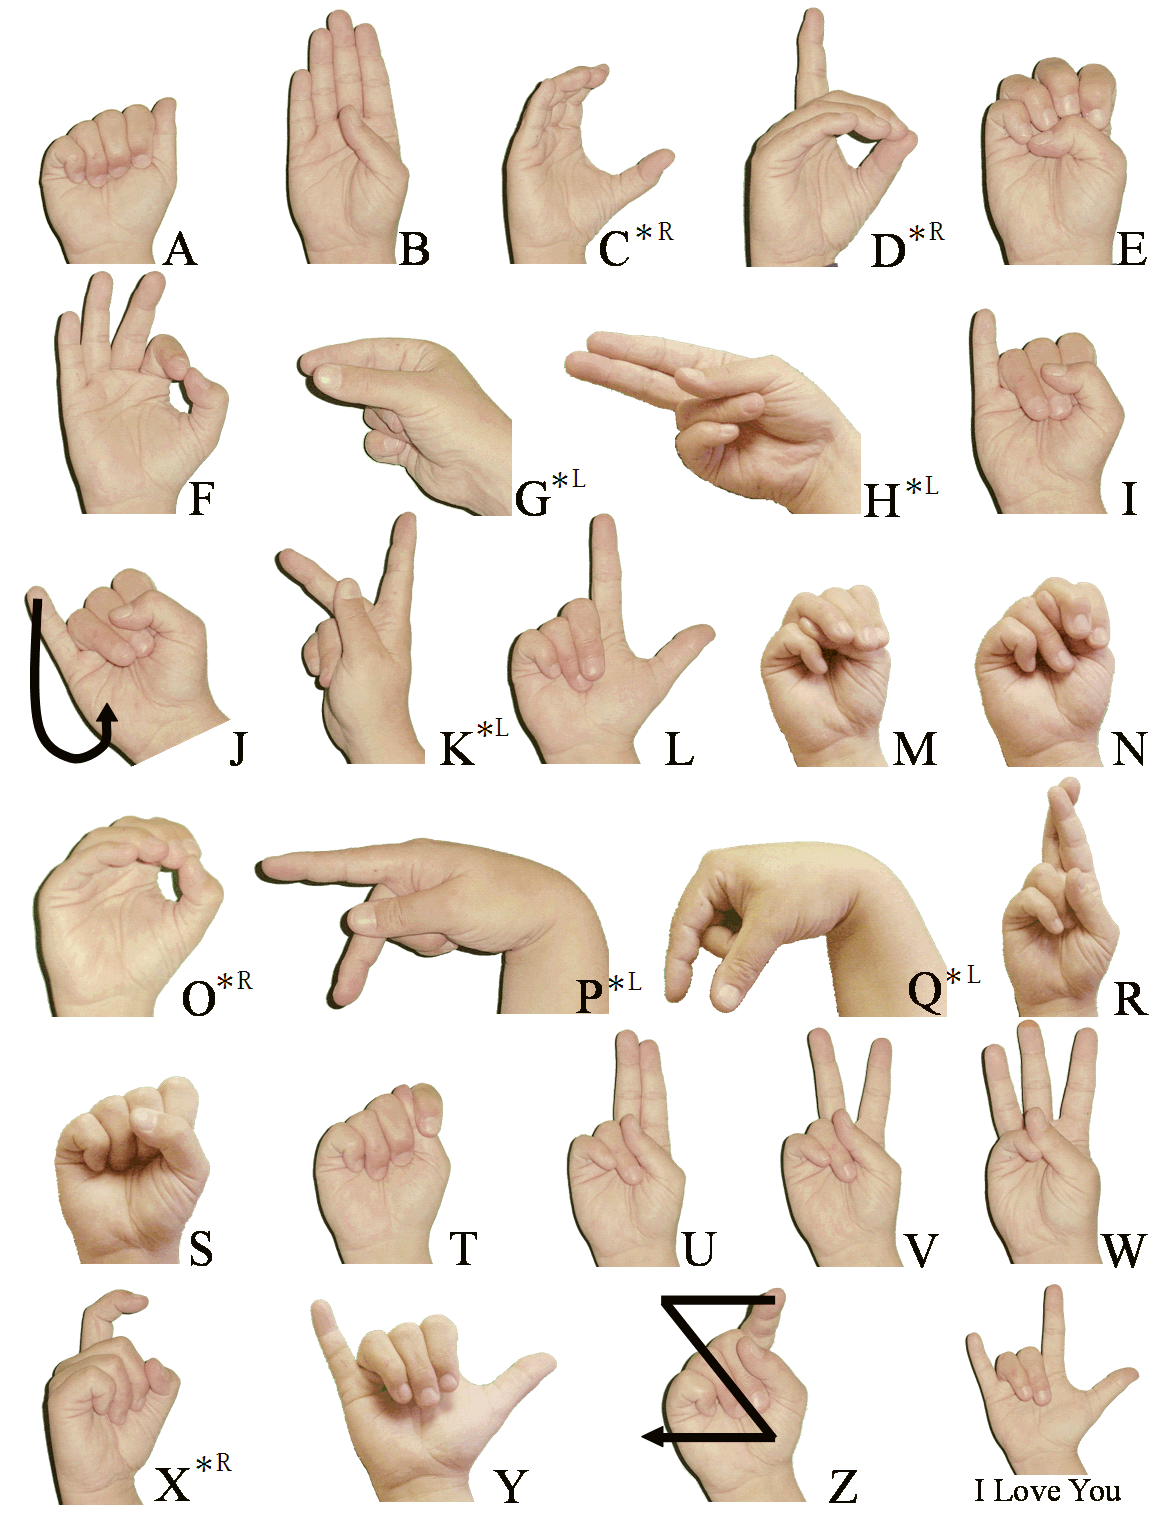 A B C*R D*R E
F G*L H*L I
J K*L L M N
O*R P*L Q*L R
S T U V W
X*R Y Z I Love You